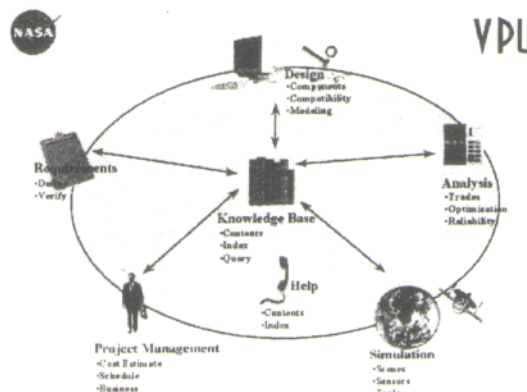 NASA
VPL
Design
•Components
•Compatibility
•Modeling
Requirements
•Verify
Analysis
•Trades
•Optimization
•Reliability
Knowledge Base
•Contents
•Index
•Query
Help
•Contents
•Index
Project Management
•Cost Estimate
•Schedule
•Business
Simulation
•Scenes
•Sensors